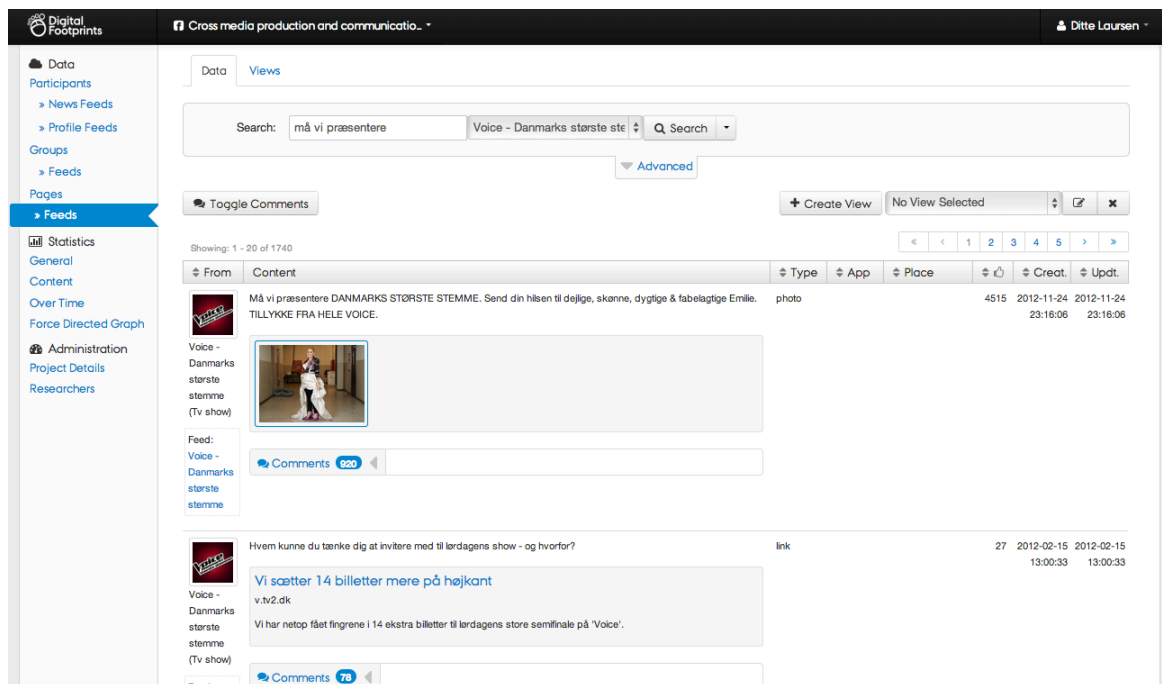 Digital
Footprints
Cross media production and communicatio..
Ditte Laursen
Data
Participants
» News Feeds
» Profile Feeds
Groups
» Feeds
Pages
» Feeds
Statistics
General
Content
Over Time
Force Directed Graph
Administration
Project Details
Researchers
Data Views
Search: må vi præsentere Voice - Danmarks største ste Search
Advanced
Toggle Comments + Create View No View Selected
Showing: 1 - 20 of 1740 « < 1 2 3 4 5 > »
From Content Type App Place Creat. Updt.
Må vi præsentere DANMARKS STØRSTE STEMME. Send din hilsen til dejlige, skønne, dygtige & fabelagtige Emilie. photo 4515 2012-11-24 2012-11-24
TILLYKKE FRA HELE VOICE. 23:16:06 23:16:06
Voice
Voice -
Danmarks
største
stemme
(Tv show)
Feed:
Voice -
Danmarks
største
stemme
Comments 920
Hvem kunne du tænke dig at invitere med til lørdagens show - og hvorfor? link 27 2012-02-15 2012-02-15
13:00:33 13:00:33
Voice
Vi sætter 14 billetter mere på højkant
v.tv2.dk
Vi har netop fået fingrene i 14 ekstra billetter til lørdagens store semifinale på 'Voice'.
Voice -
Danmarks
største
stemme
(Tv show)
Comments 78